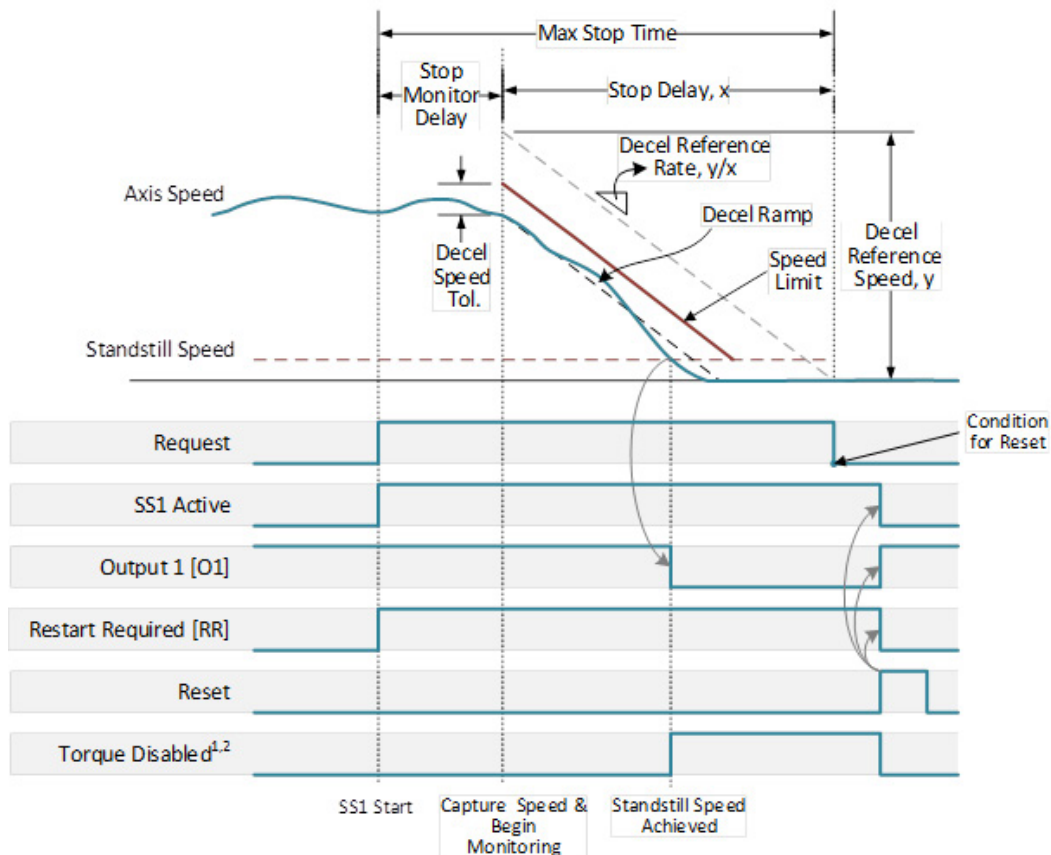 Max Stop Time
Stop
Monitor
Delay
Stop Delay, x
Decel Reference
Rate, y/x
Axis Speed
Decel Ramp
Decel
Speed
Tol.
Speed
Limit
Decel
Reference
Speed, y
Standstill Speed
Condition
for Reset
Request
SS1 Active
Output 1 [O1]
Restart Required [RR]
Reset
Torque Disabled1,2
SS1 Start
Capture Speed &
Begin
Monitoring
Standstill Speed
Achieved